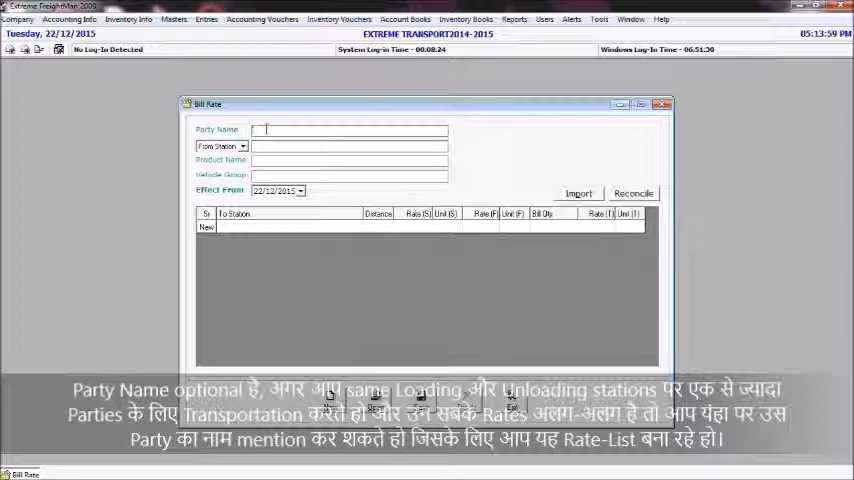 Extreme FreightMan 2009
Company Accounting Info Inventory Info Masters Entries Accounting Vouchers Inventory Vouchers Account Books Inventory Books Reports Users Alerts Tools Window Help
Tuesday, 22/12/2015 EXTREME TRANSPORT2014-2015 05:13:59 PM
No Log-In Detected System Log-in Time - 00:08:24 Windows Log-In Time - 06:51:30
Bill Rate
Party Name
From Station
Product Name
Vehicle Group
Effect From 22/12/2015
Import Reconcile
Sr To Station Distance Rate (S) Unit (S) Rate (F) Unit (F) Bill Qty Rate (T) Unit (T)
New
Party Name optional है, अगर आप same Loading और Unloading stations पर एक से ज्यादा
Parties के लिए Transportation करते हो और उन सबके Rates अलग-अलग है तो आप यंहा पर उस
Party का नाम mention कर शकते हो जिसके लिए आप यह Rate-List बना रहे हो।
Exit
Bill Rate